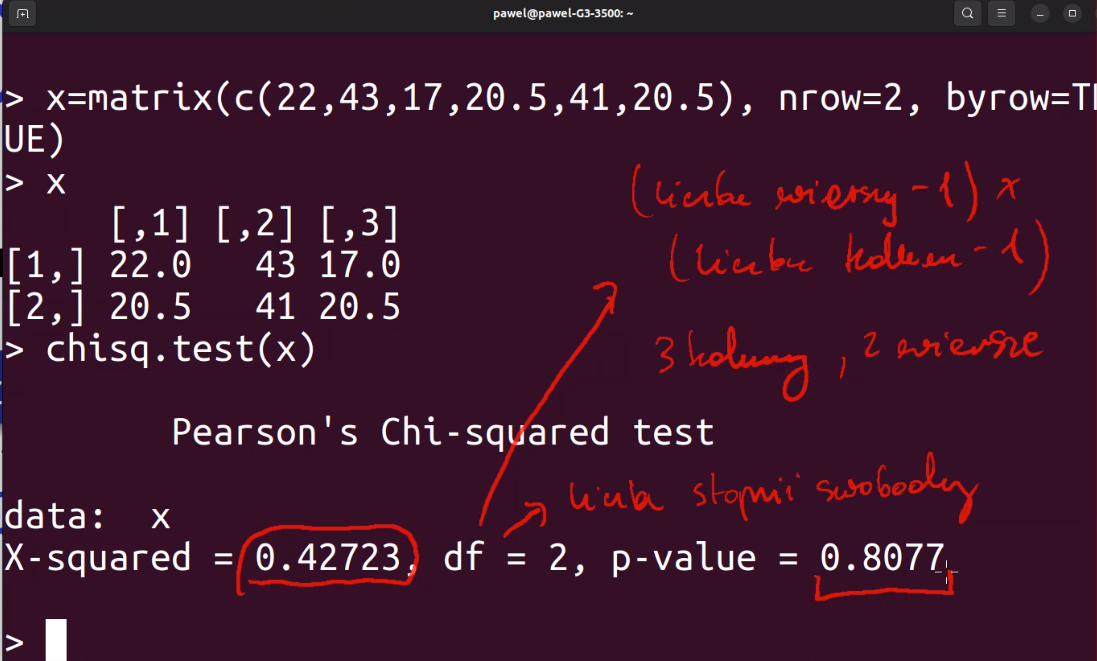 pawel@pawel-G3-3500: ~
> x=matrix(c(22,43,17,20.5,41,20.5), nrow=2, byrow=TR
UE)
> x
[,1] [,2] [,3]
[1,] 22.0 43 17.0
[2,] 20.5 41 20.5
> chisq.test(x)
(liczba wierszy - 1) x
(liczba kolumn - 1)
3 kolumny, 2 wiersze
Pearson's Chi-squared test
liczba stopni swobody
data: x
X-squared = 0.42723, df = 2, p-value = 0.8077
>